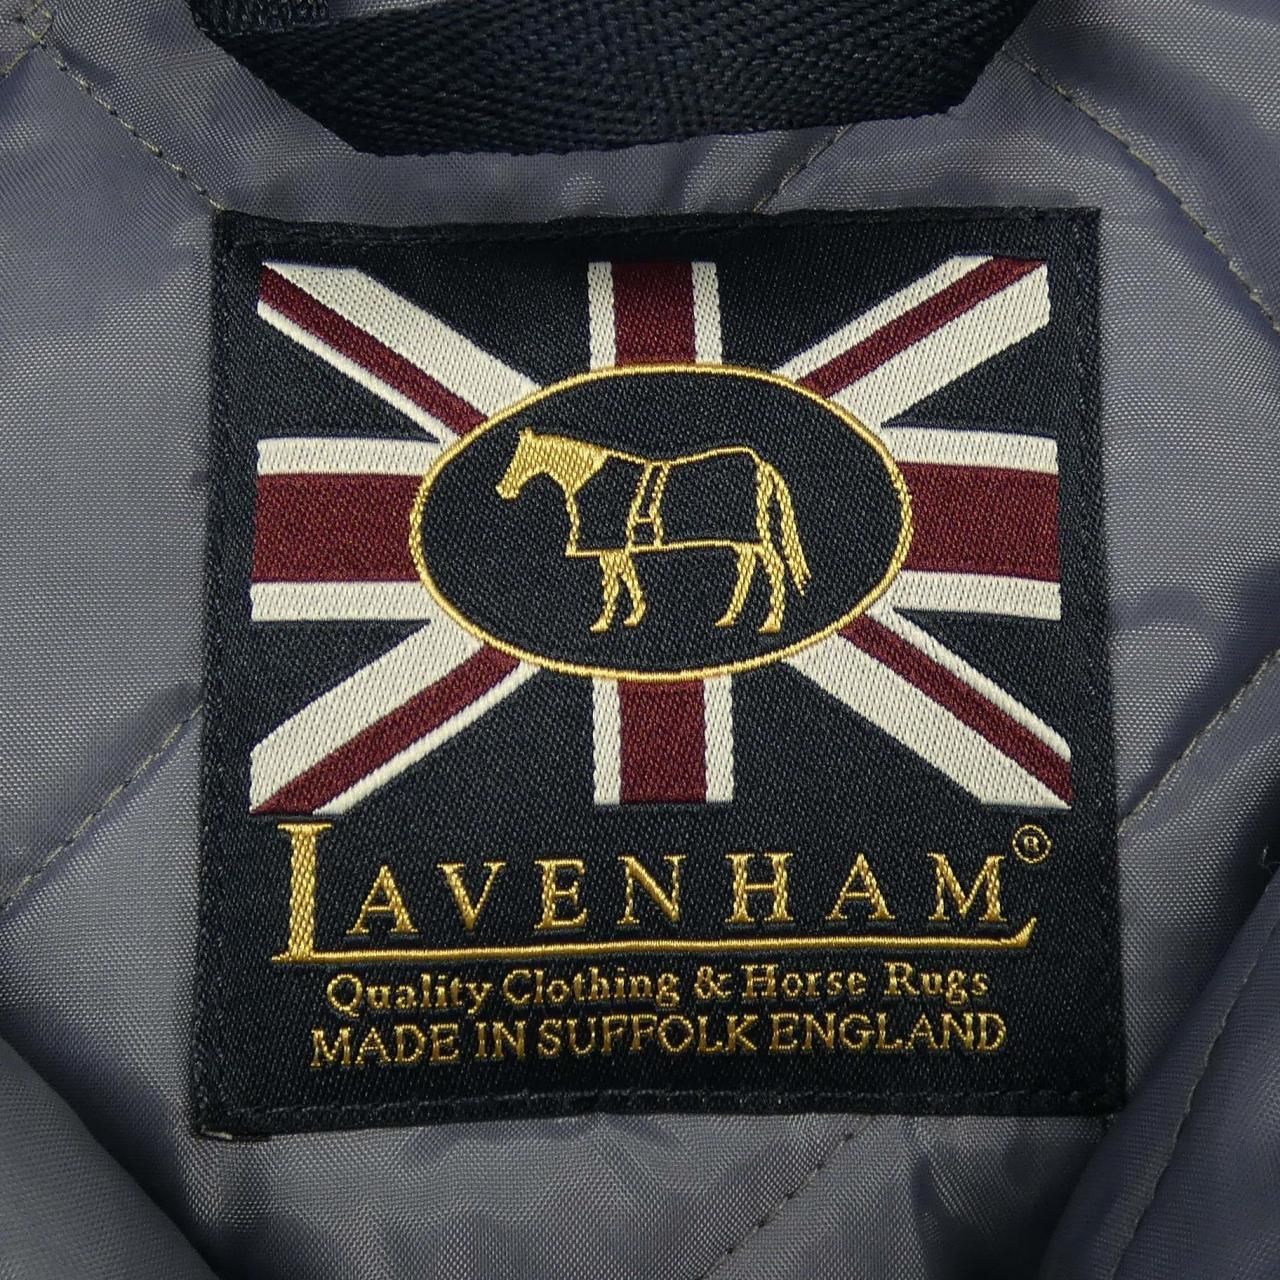 LAVENHAM®
Quality Clothing & Horse Rugs
MADE IN SUFFOLK ENGLAND